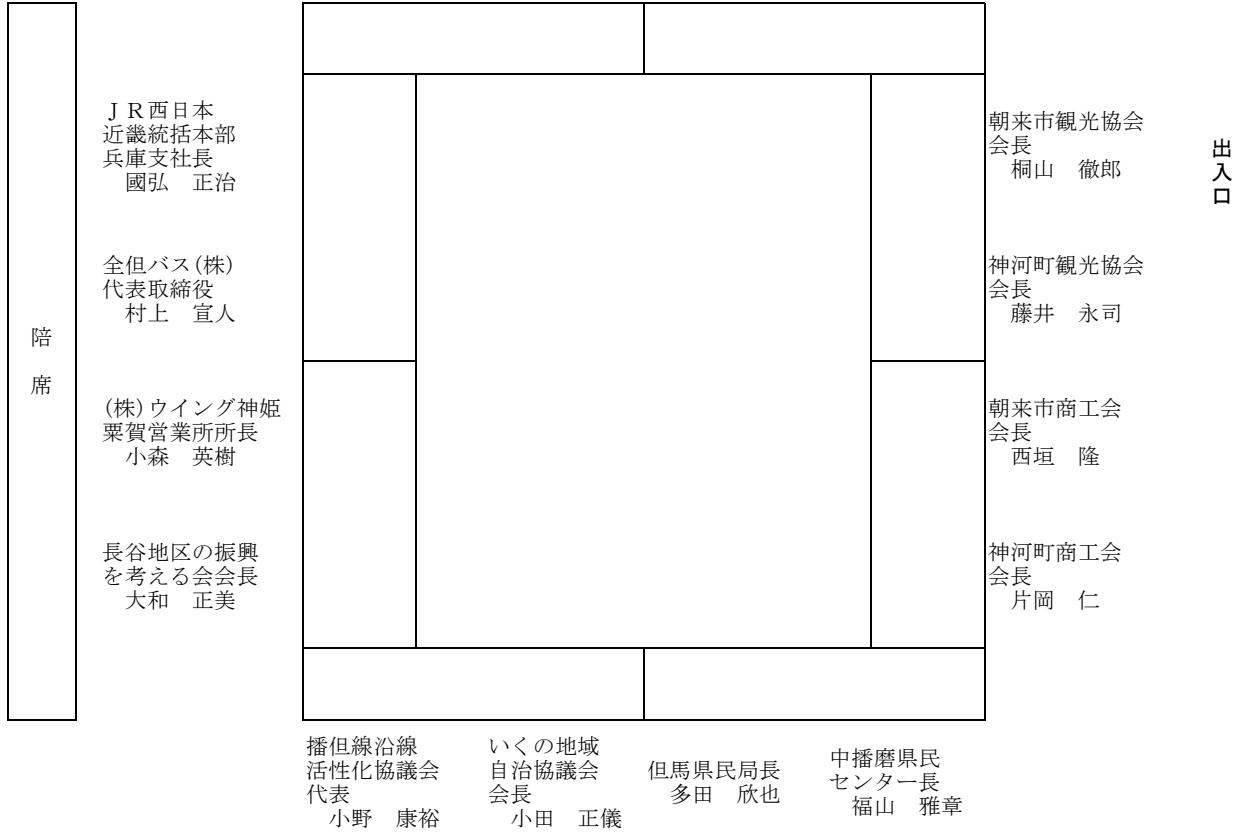 陪席
ＪＲ西日本
近畿統括本部
兵庫支社長
國弘　正治
全但バス(株)
代表取締役
村上　宣人
(株)ウイング神姫
粟賀営業所所長
小森　英樹
長谷地区の振興
を考える会会長
大和　正美
朝来市観光協会
会長
桐山　徹郎
神河町観光協会
会長
藤井　永司
朝来市商工会
会長
西垣　隆
神河町商工会
会長
片岡　仁
出入口
播但線沿線
活性化協議会
代表
小野　康裕
いくの地域
自治協議会
会長
小田　正儀
但馬県民局長
多田　欣也
中播磨県民
センター長
福山　雅章